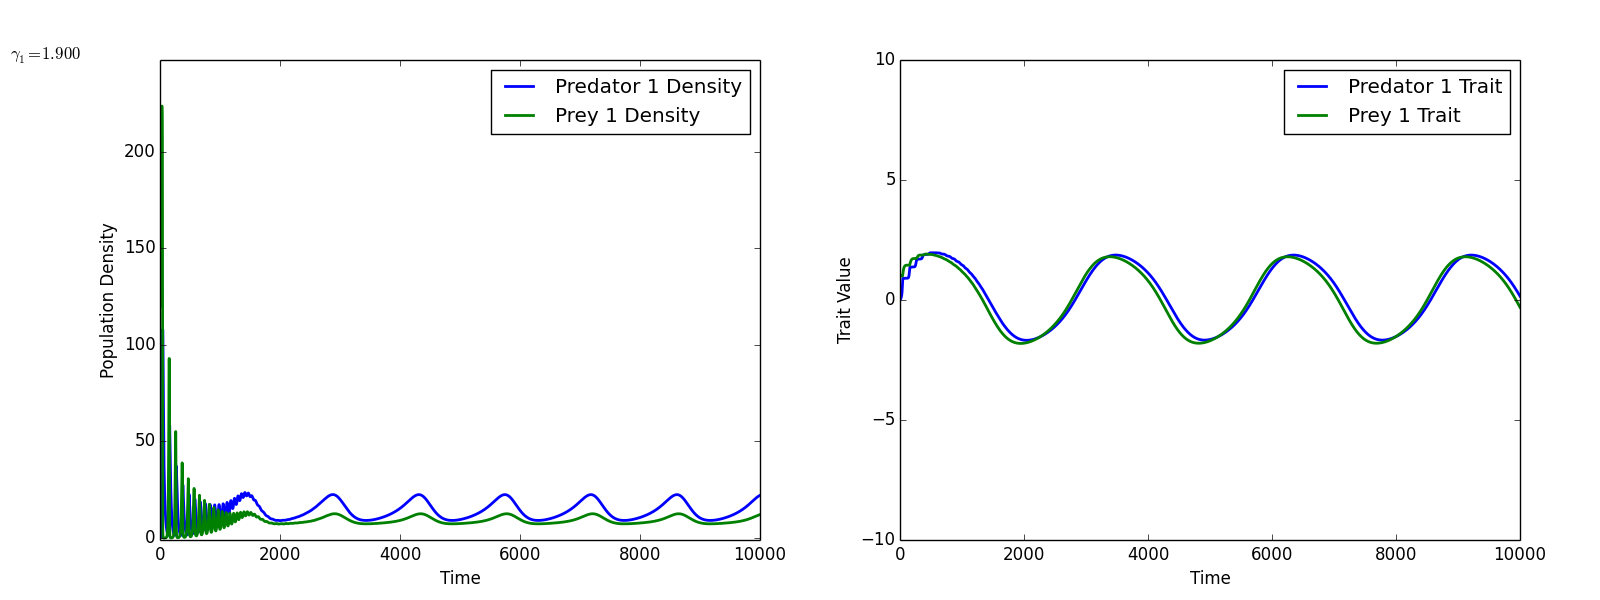 γ₁=1.900
Predator 1 Density
Prey 1 Density
200
150
100
50
0
Population Density
0 2000 4000 6000 8000 10000
Time
Predator 1 Trait
Prey 1 Trait
10
5
0
−5
−10
Trait Value
0 2000 4000 6000 8000 10000
Time